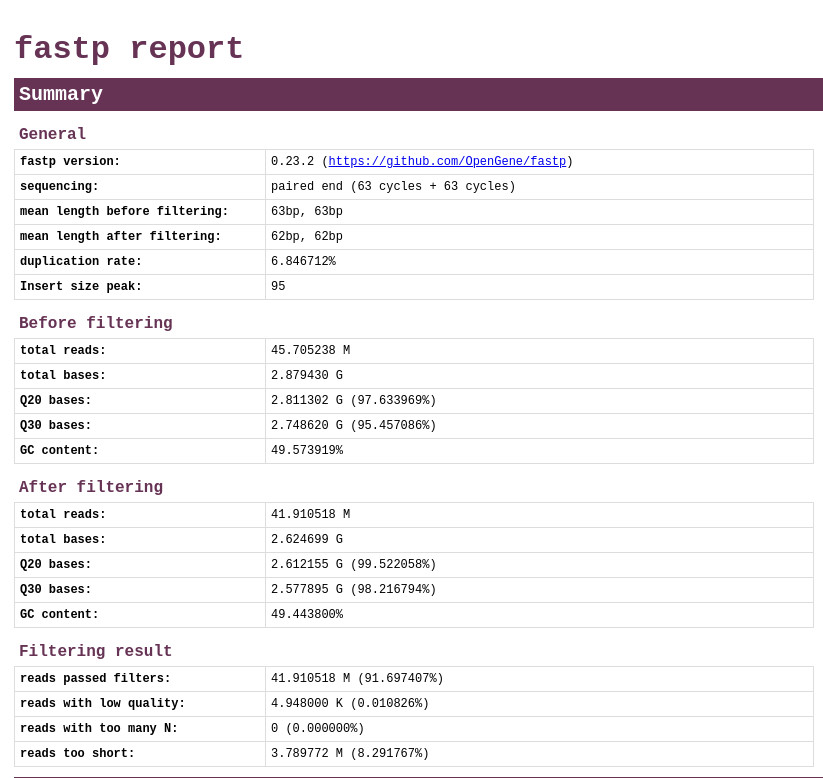 fastp report
Summary
General
fastp version: 0.23.2 (https://github.com/OpenGene/fastp)
sequencing: paired end (63 cycles + 63 cycles)
mean length before filtering: 63bp, 63bp
mean length after filtering: 62bp, 62bp
duplication rate: 6.846712%
Insert size peak: 95
Before filtering
total reads: 45.705238 M
total bases: 2.879430 G
Q20 bases: 2.811302 G (97.633969%)
Q30 bases: 2.748620 G (95.457086%)
GC content: 49.573919%
After filtering
total reads: 41.910518 M
total bases: 2.624699 G
Q20 bases: 2.612155 G (99.522058%)
Q30 bases: 2.577895 G (98.216794%)
GC content: 49.443800%
Filtering result
reads passed filters: 41.910518 M (91.697407%)
reads with low quality: 4.948000 K (0.010826%)
reads with too many N: 0 (0.000000%)
reads too short: 3.789772 M (8.291767%)